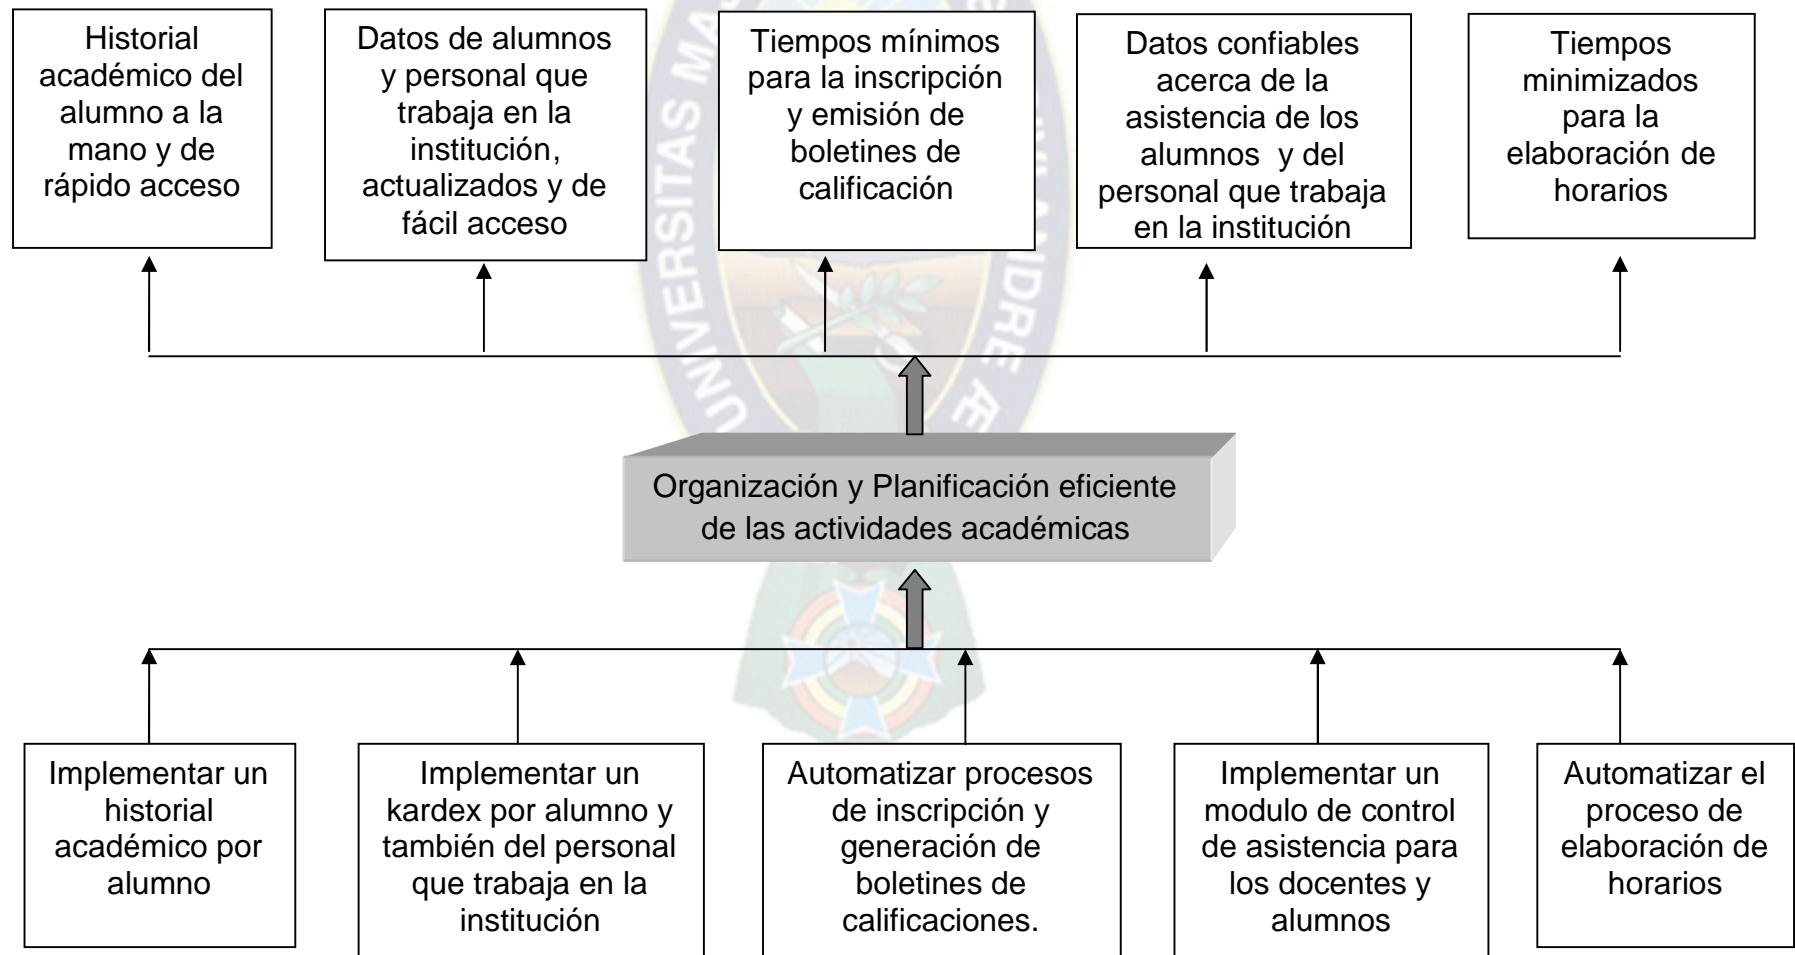 Historial
académico del
alumno a la
mano y de
rápido acceso
Datos de alumnos
y personal que
trabaja en la
institución,
actualizados y de
fácil acceso
Tiempos mínimos
para la inscripción
y emisión de
boletines de
calificación
Datos confiables
acerca de la
asistencia de los
alumnos  y del
personal que trabaja
en la institución
Tiempos
minimizados
para la
elaboración de
horarios
Organización y Planificación eficiente
de las actividades académicas
Implementar un
historial
académico por
alumno
Implementar un
kardex por alumno y
también del personal
que trabaja en la
institución
Automatizar procesos
de inscripción y
generación de
boletines de
calificaciones.
Implementar un
modulo de control
de asistencia para
los docentes y
alumnos
Automatizar el
proceso de
elaboración de
horarios